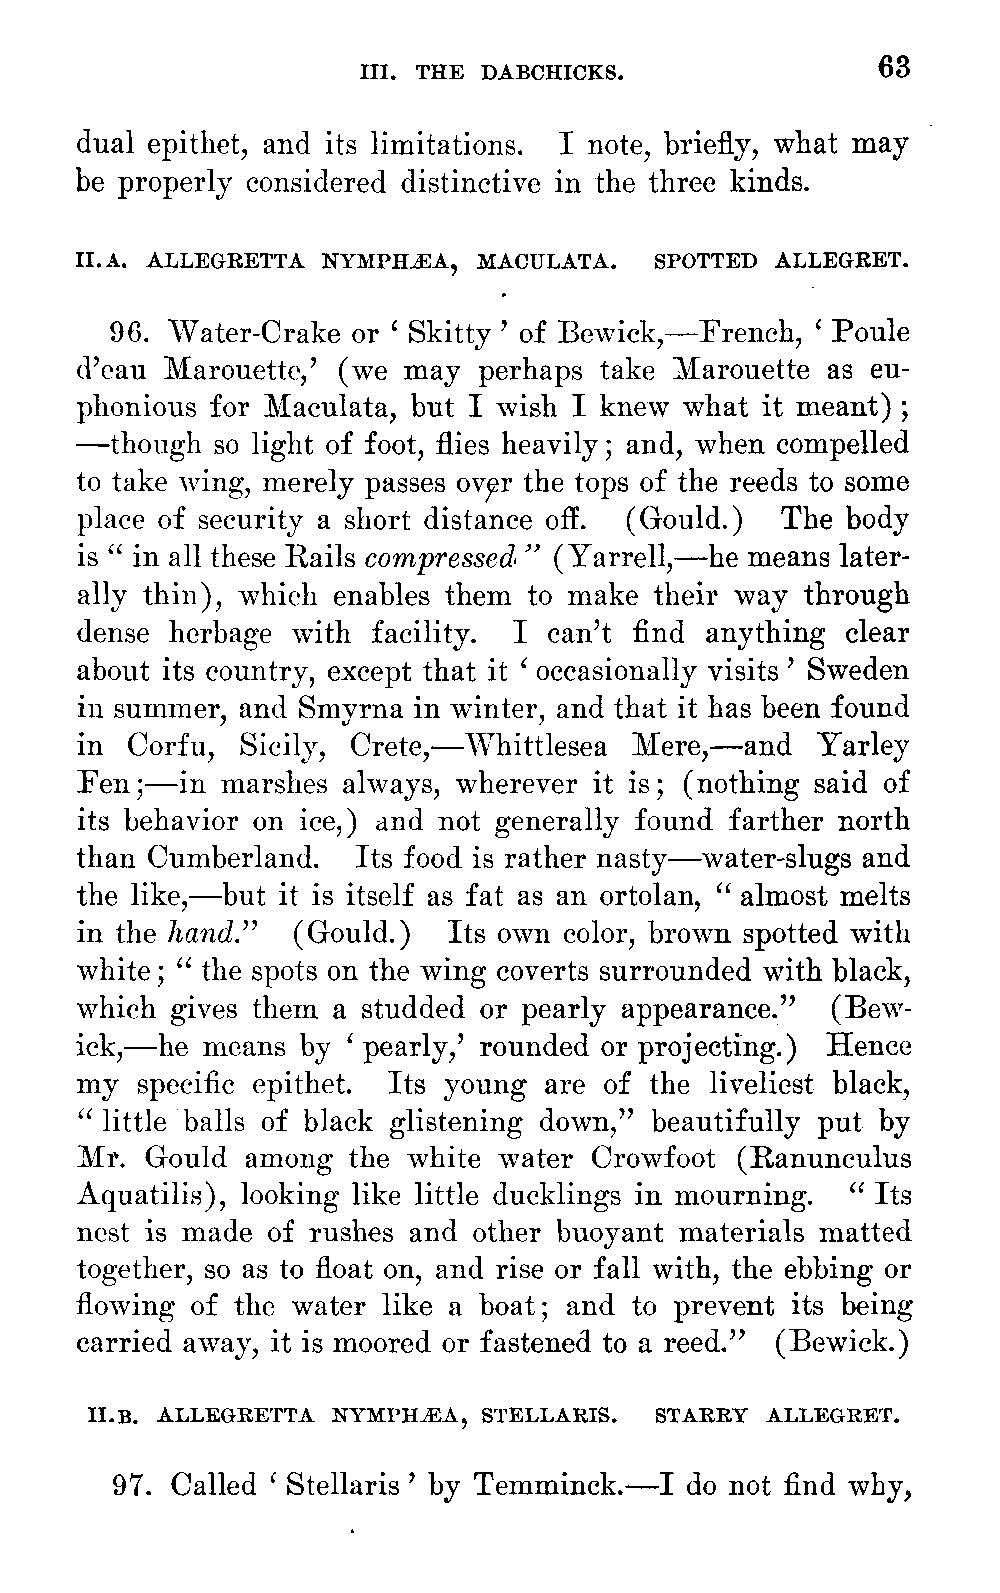 III. THE DABCHICKS. 63
dual epithet, and its limitations. I note, briefly, what may
be properly considered distinctive in the three kinds.
II.A. ALLEGRETTA NYMPHÆA, MACULATA. SPOTTED ALLEGRET.
96. Water-Crake or ‘ Skitty ’ of Bewick,—French, ‘ Poule
d’eau Marouette,’ (we may perhaps take Marouette as eu-
phonious for Maculata, but I wish I knew what it meant) ;
—though so light of foot, flies heavily ; and, when compelled
to take wing, merely passes over the tops of the reeds to some
place of security a short distance off. (Gould.) The body
is “ in all these Rails compressed ” (Yarrell,—he means later-
ally thin), which enables them to make their way through
dense herbage with facility. I can’t find anything clear
about its country, except that it ‘ occasionally visits ’ Sweden
in summer, and Smyrna in winter, and that it has been found
in Corfu, Sicily, Crete,—Whittlesea Mere,—and Yarley
Fen ;—in marshes always, wherever it is ; (nothing said of
its behavior on ice,) and not generally found farther north
than Cumberland. Its food is rather nasty—water-slugs and
the like,—but it is itself as fat as an ortolan, “ almost melts
in the hand.” (Gould.) Its own color, brown spotted with
white ; “ the spots on the wing coverts surrounded with black,
which gives them a studded or pearly appearance.” (Bew-
ick,—he means by ‘ pearly,’ rounded or projecting.) Hence
my specific epithet. Its young are of the liveliest black,
“ little balls of black glistening down,” beautifully put by
Mr. Gould among the white water Crowfoot (Ranunculus
Aquatilis), looking like little ducklings in mourning. “ Its
nest is made of rushes and other buoyant materials matted
together, so as to float on, and rise or fall with, the ebbing or
flowing of the water like a boat ; and to prevent its being
carried away, it is moored or fastened to a reed.” (Bewick.)
II.B. ALLEGRETTA NYMPHÆA, STELLARIS. STARRY ALLEGRET.
97. Called ‘ Stellaris ’ by Temminck.—I do not find why,